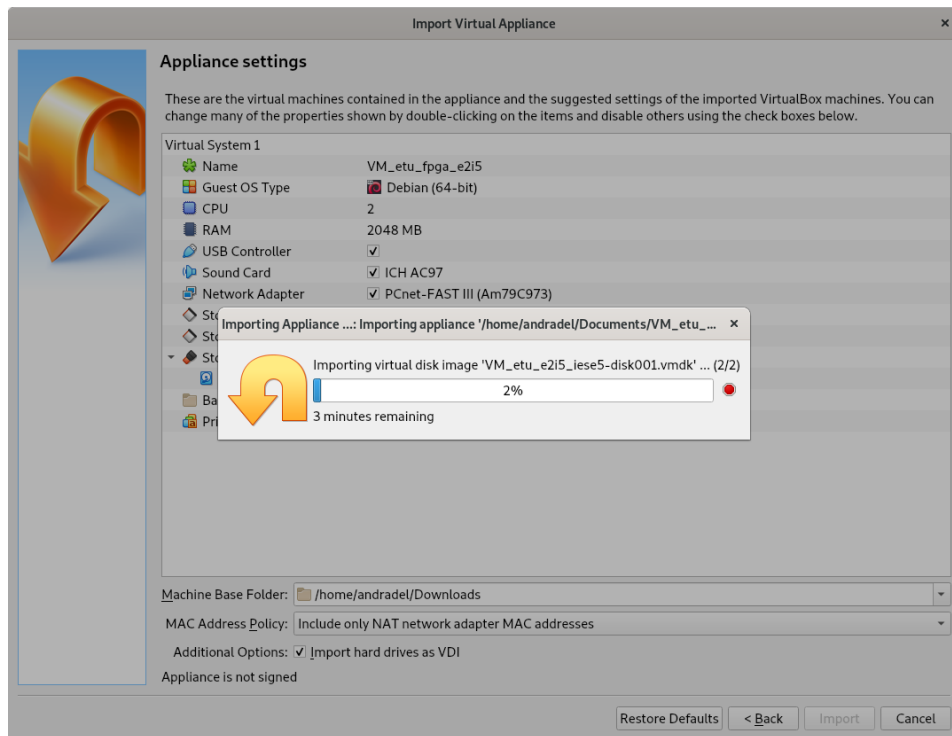 Import Virtual Appliance
Appliance settings
These are the virtual machines contained in the appliance and the suggested settings of the imported VirtualBox machines. You can
change many of the properties shown by double-clicking on the items and disable others using the check boxes below.
Virtual System 1
Name VM_etu_fpga_e2i5
Guest OS Type Debian (64-bit)
CPU 2
RAM 2048 MB
USB Controller
Sound Card ICH AC97
Network Adapter PCnet-FAST III (Am79C973)
Sto
Sto
Sto
Ba
Pri
Importing Appliance ...: Importing appliance '/home/andradel/Documents/VM_etu_...
Importing virtual disk image 'VM_etu_e2i5_iese5-disk001.vmdk' ... (2/2)
2%
3 minutes remaining
Machine Base Folder: /home/andradel/Downloads
MAC Address Policy: Include only NAT network adapter MAC addresses
Additional Options: Import hard drives as VDI
Appliance is not signed
Restore Defaults < Back Import Cancel